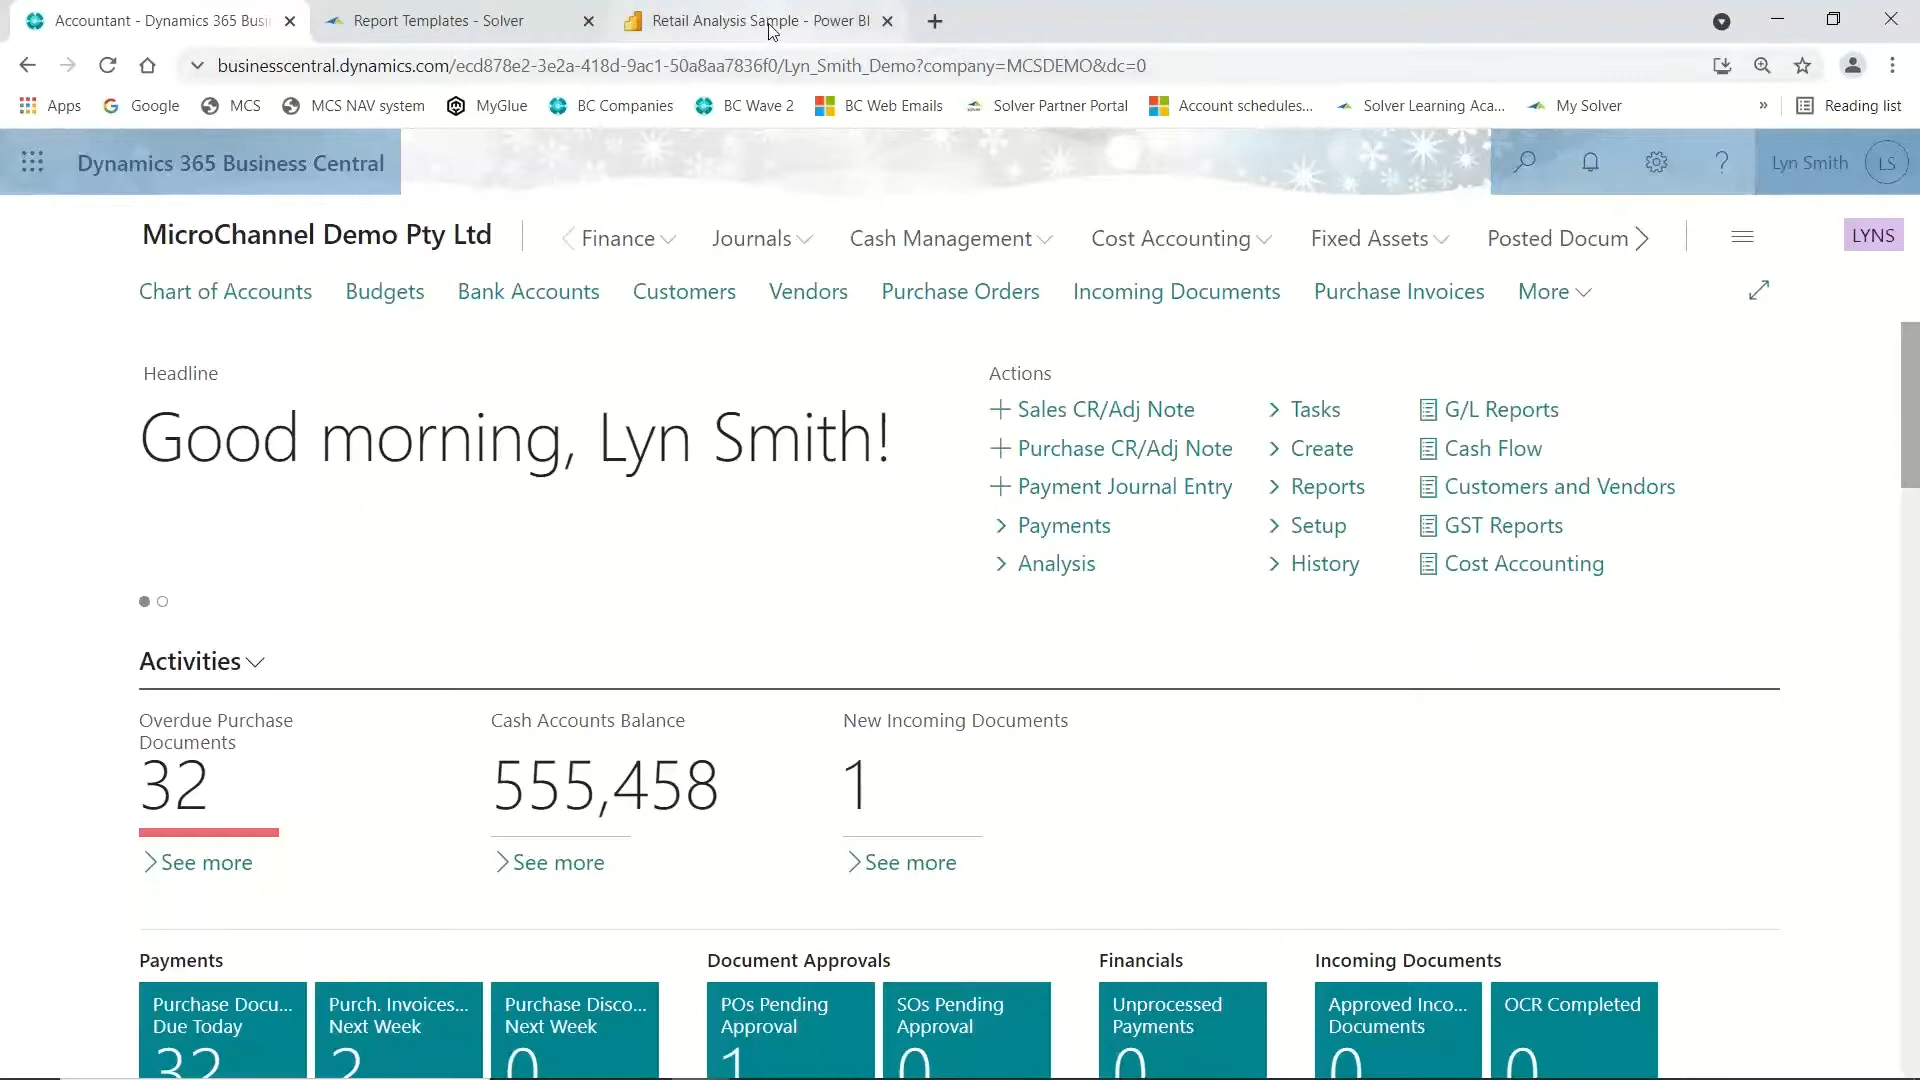 Accountant - Dynamics 365 Busi
Report Templates - Solver
Retail Analysis Sample - Power BI
businesscentral.dynamics.com/ecd878e2-3e2a-418d-9ac1-50a8aa7836f0/Lyn_Smith_Demo?company=MCSDEMO&dc=0
Apps
Google
MCS
MCS NAV system
MyGlue
BC Companies
BC Wave 2
BC Web Emails
Solver Partner Portal
Account schedules...
Solver Learning Aca...
My Solver
»
Reading list
Dynamics 365 Business Central
?
Lyn Smith
LS
MicroChannel Demo Pty Ltd
Finance
Journals
Cash Management
Cost Accounting
Fixed Assets
Posted Docum
LYNS
Chart of Accounts
Budgets
Bank Accounts
Customers
Vendors
Purchase Orders
Incoming Documents
Purchase Invoices
More
Headline
Good morning, Lyn Smith!
Actions
Sales CR/Adj Note
Purchase CR/Adj Note
Payment Journal Entry
Payments
Analysis
Tasks
Create
Reports
Setup
History
G/L Reports
Cash Flow
Customers and Vendors
GST Reports
Cost Accounting
Activities
Overdue Purchase
Documents
32
See more
Cash Accounts Balance
555,458
See more
New Incoming Documents
1
See more
Payments
Purchase Docu...
Due Today
32
Purch. Invoices...
Next Week
2
Purchase Disco...
Next Week
0
Document Approvals
POs Pending
Approval
1
SOs Pending
Approval
0
Financials
Unprocessed
Payments
0
Incoming Documents
Approved Inco...
Documents
0
OCR Completed
0